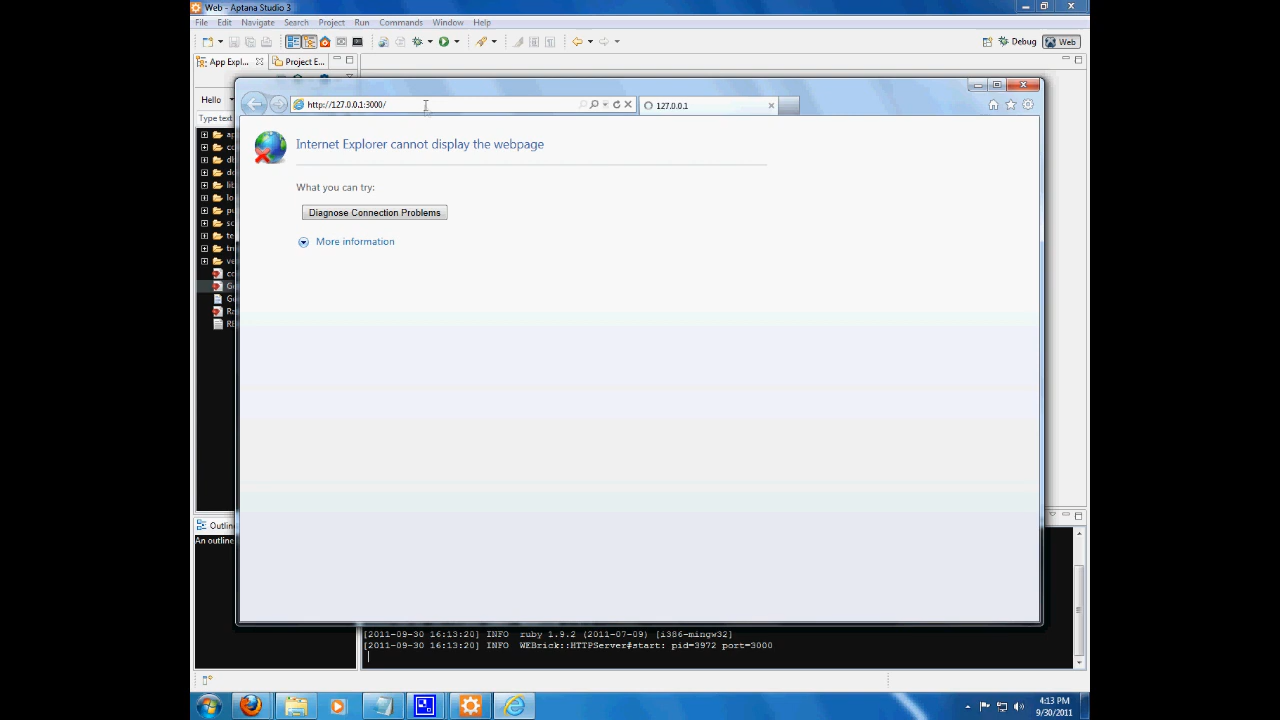 Web - Aptana Studio 3
File Edit Navigate Search Project Run Commands Window Help
Debug Web
App Expl... Project E...
http://127.0.0.1:3000/ 127.0.0.1
Hello
Type text
Internet Explorer cannot display the webpage
What you can try:
Diagnose Connection Problems
More information
Outline
An outline
[2011-09-30 16:13:20] INFO ruby 1.9.2 (2011-07-09) [i386-mingw32]
[2011-09-30 16:13:20] INFO WEBrick::HTTPServer#start: pid=3972 port=3000
4:13 PM
9/30/2011